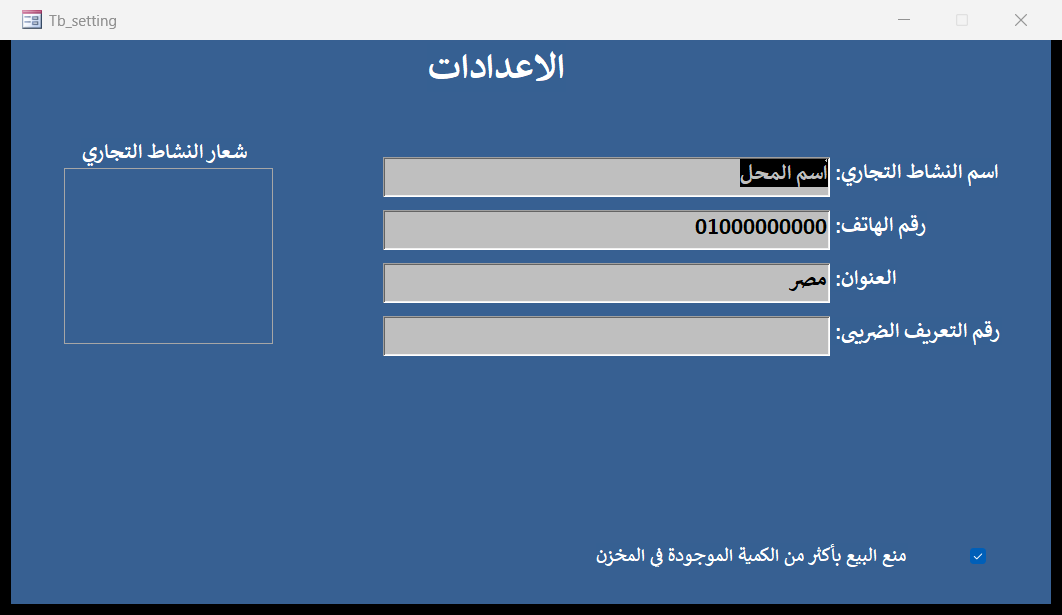 Tb_setting
الاعدادات
شعار النشاط التجاري
اسم النشاط التجاري: أسم المحل
رقم الهاتف: 01000000000
العنوان: مصر
رقم التعريف الضريبى:
منع البيع بأكثر من الكمية الموجودة فى المخزن